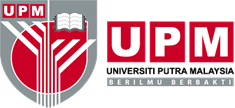 UPM
UPM
UNIVERSITI PUTRA MALAYSIA
BERILMU BERBAKTI